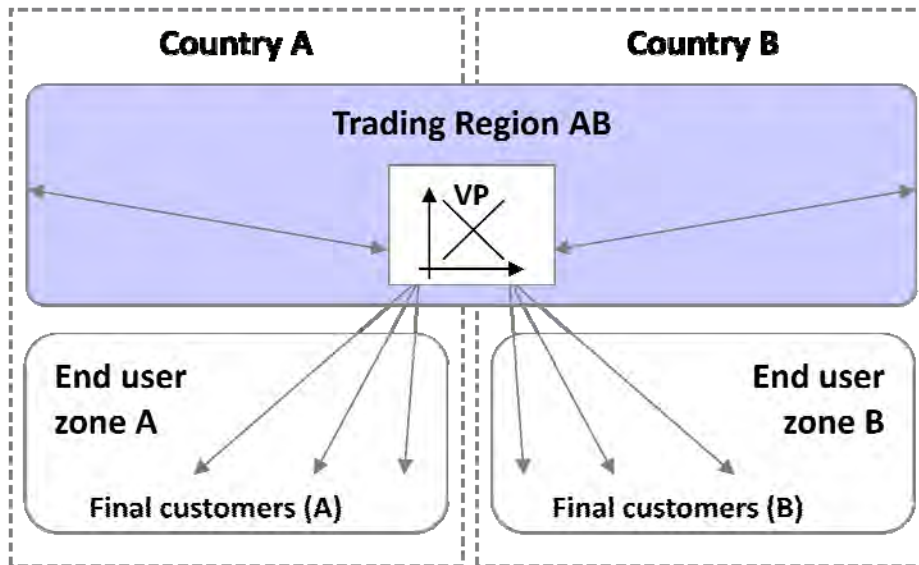 Country A
Country B
Trading Region AB
VP
End user
zone A
End user
zone B
Final customers (A)
Final customers (B)